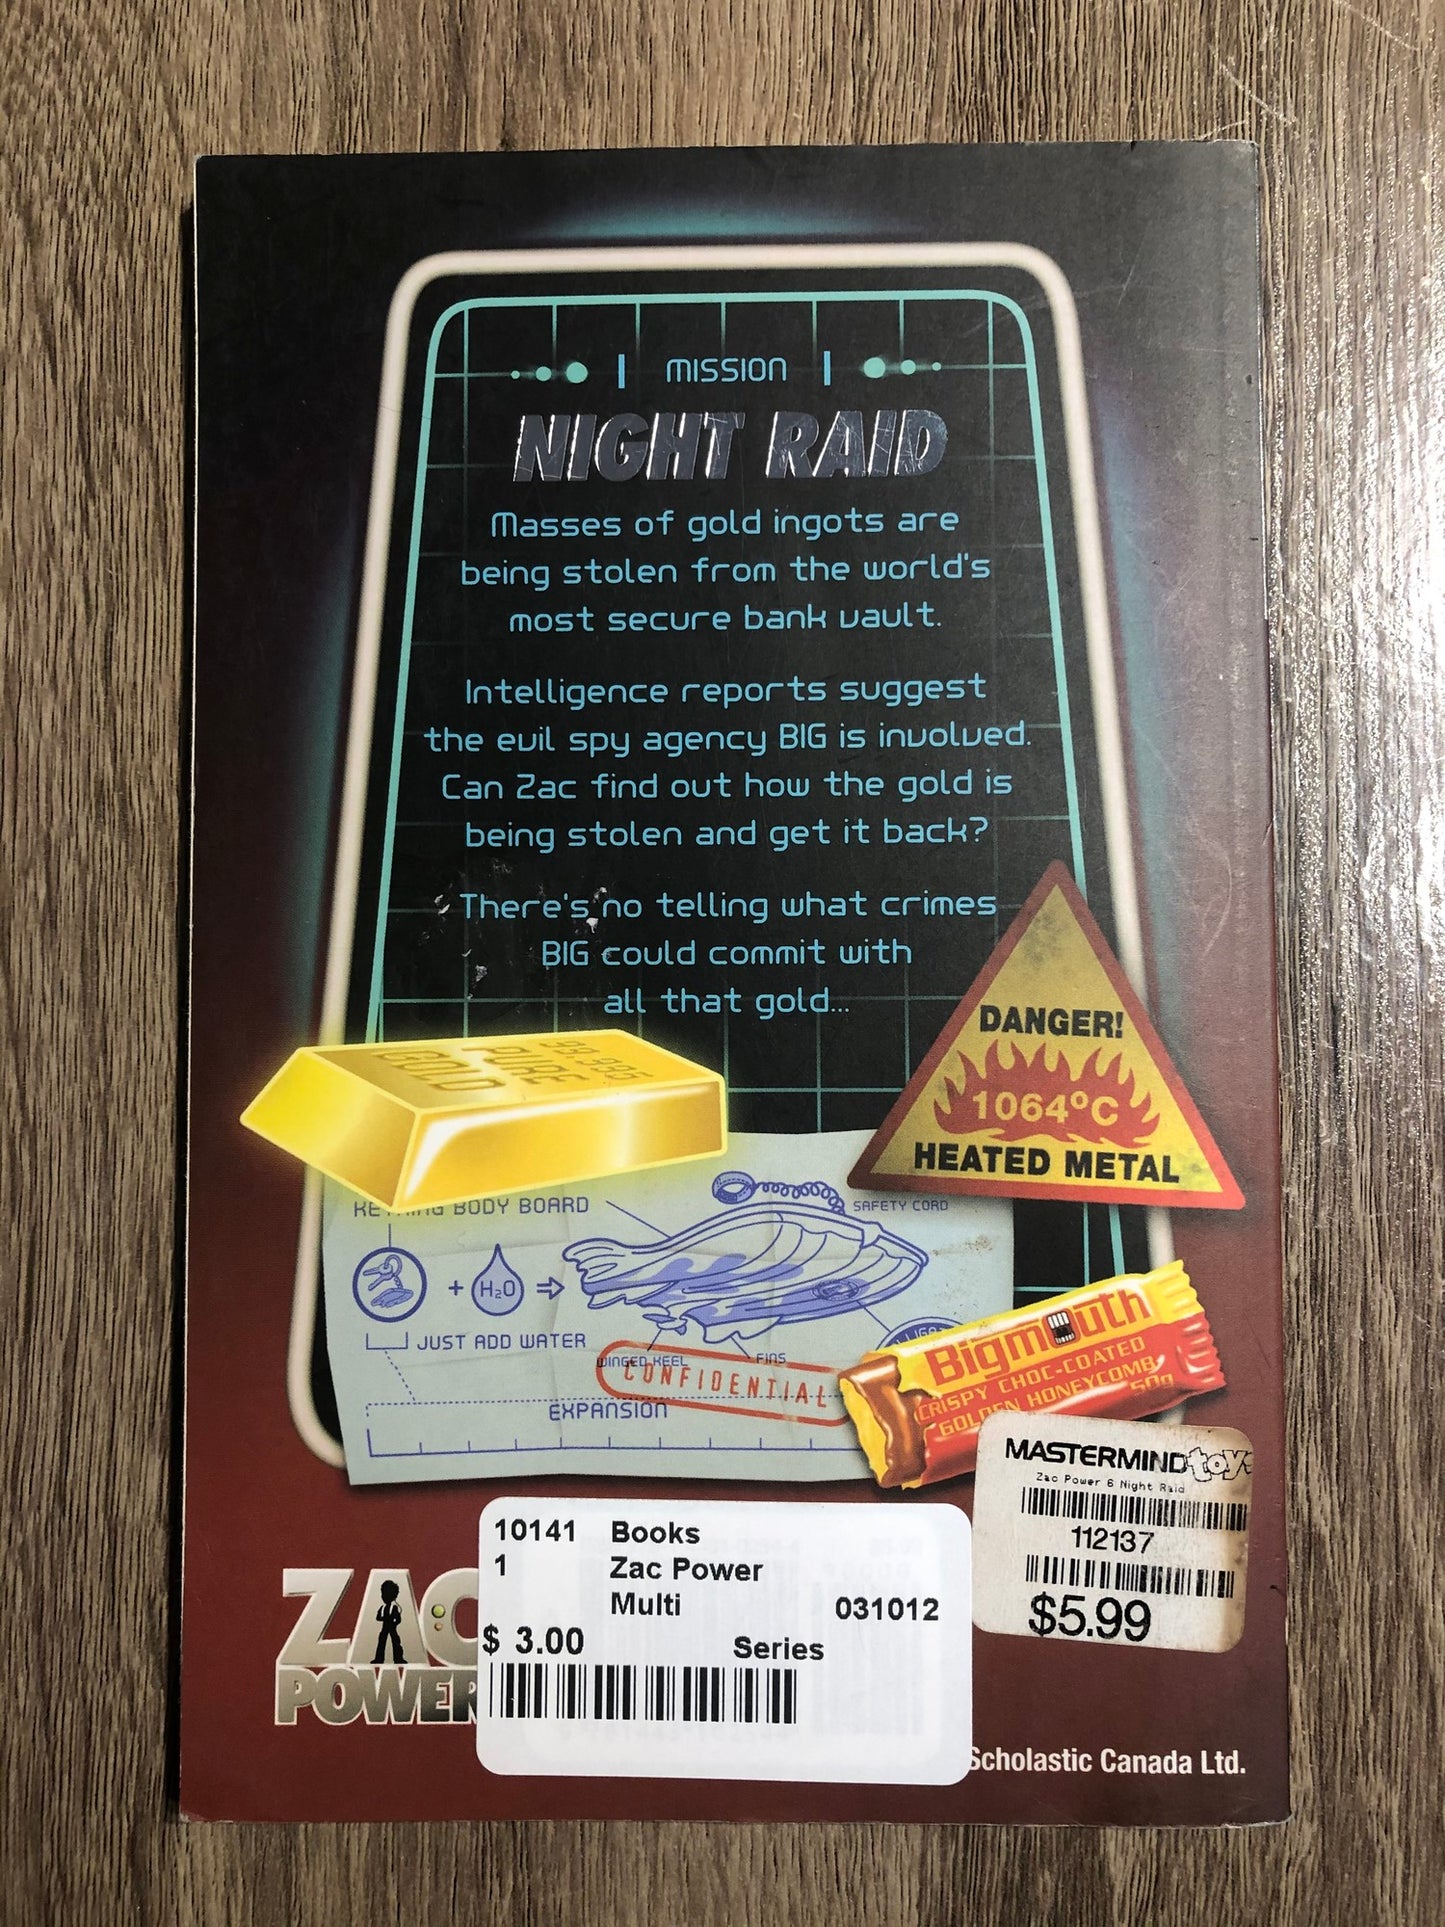 MISSION
NIGHT RAID
Masses of gold ingots are
being stolen from the world's
most secure bank vault.
Intelligence reports suggest
the evil spy agency BIG is involved.
Can Zac find out how the gold is
being stolen and get it back?
There's no telling what crimes
BIG could commit with
all that gold...
PURE
GOLD
DANGER!
1064°C
HEATED METAL
BODY BOARD
SAFETY CORD
+ H₂O
JUST ADD WATER
WINGED KEEL
FINS
CONFIDENTIAL
EXPANSION
Bigmouth
CRISPY CHOC-COATED
GOLDEN HONEYCOMB
50g
MASTERMIND toys
Zac Power 6 Night Raid
112137
$5.99
10141 Books
1 Zac Power
Multi 031012
$ 3.00 Series
ZAC
POWER
Scholastic Canada Ltd.